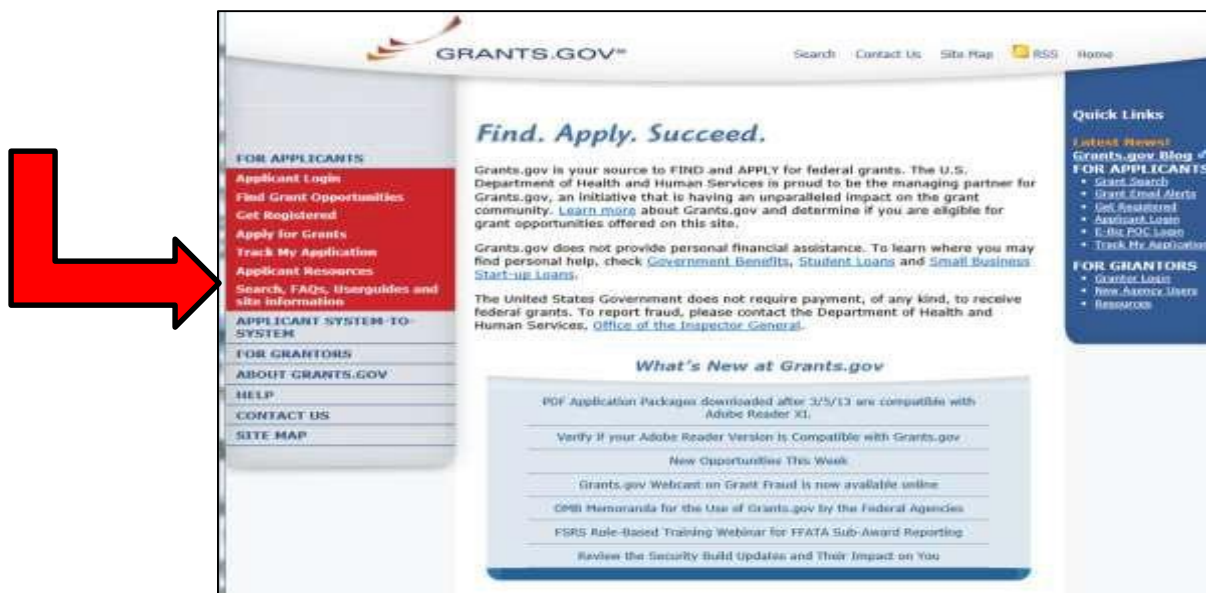 GRANTS.GOV℠
Search Contact Us Site Map RSS Home
FOR APPLICANTS
Applicant Login
Find Grant Opportunities
Get Registered
Apply for Grants
Track My Application
Applicant Resources
Search, FAQs, Userguides and
site information
APPLICANT SYSTEM-TO-
SYSTEM
FOR GRANTORS
ABOUT GRANTS.GOV
HELP
CONTACT US
SITE MAP
Find. Apply. Succeed.
Grants.gov is your source to FIND and APPLY for federal grants. The U.S.
Department of Health and Human Services is proud to be the managing partner for
Grants.gov, an initiative that is having an unparalleled impact on the grant
community. Learn more about Grants.gov and determine if you are eligible for
grant opportunities offered on this site.
Grants.gov does not provide personal financial assistance. To learn where you may
find personal help, check Government Benefits, Student Loans and Small Business
Start-up Loans.
The United States Government does not require payment, of any kind, to receive
federal grants. To report fraud, please contact the Department of Health and
Human Services, Office of the Inspector General.
What's New at Grants.gov
PDF Application Packages downloaded after 3/5/13 are compatible with
Adobe Reader XI.
Verify if your Adobe Reader Version is Compatible with Grants.gov
New Opportunities This Week
Grants.gov Webcast on Grant Fraud is now available online
OMB Memoranda for the Use of Grants.gov by the Federal Agencies
FSRS Role-Based Training Webinar for FFATA Sub-Award Reporting
Review the Security Build Updates and Their Impact on You
Quick Links
Latest News!
Grants.gov Blog
FOR APPLICANTS
Grant Search
Grant Email Alerts
Get Registered
Applicant Login
E-Biz POC Login
Track My Application
FOR GRANTORS
Grantor Login
New Agency Users
Resources